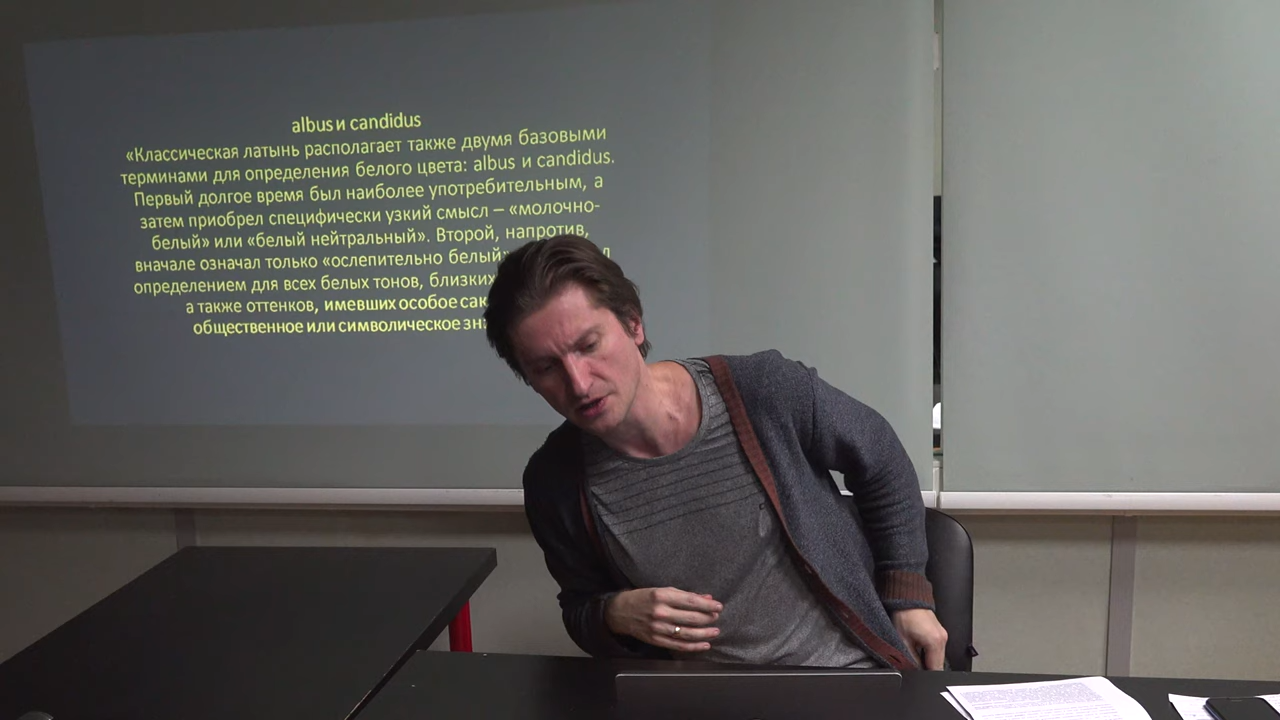 albus и candidus
«Классическая латынь располагает также двумя базовыми
терминами для определения белого цвета: albus и candidus.
Первый долгое время был наиболее употребительным, а
затем приобрел специфически узкий смысл – «молочно-
белый» или «белый нейтральный». Второй, напротив,
вначале означал только «ослепительно белый»
определением для всех белых тонов,
а также оттенков, имевших особое
общественное или символическое